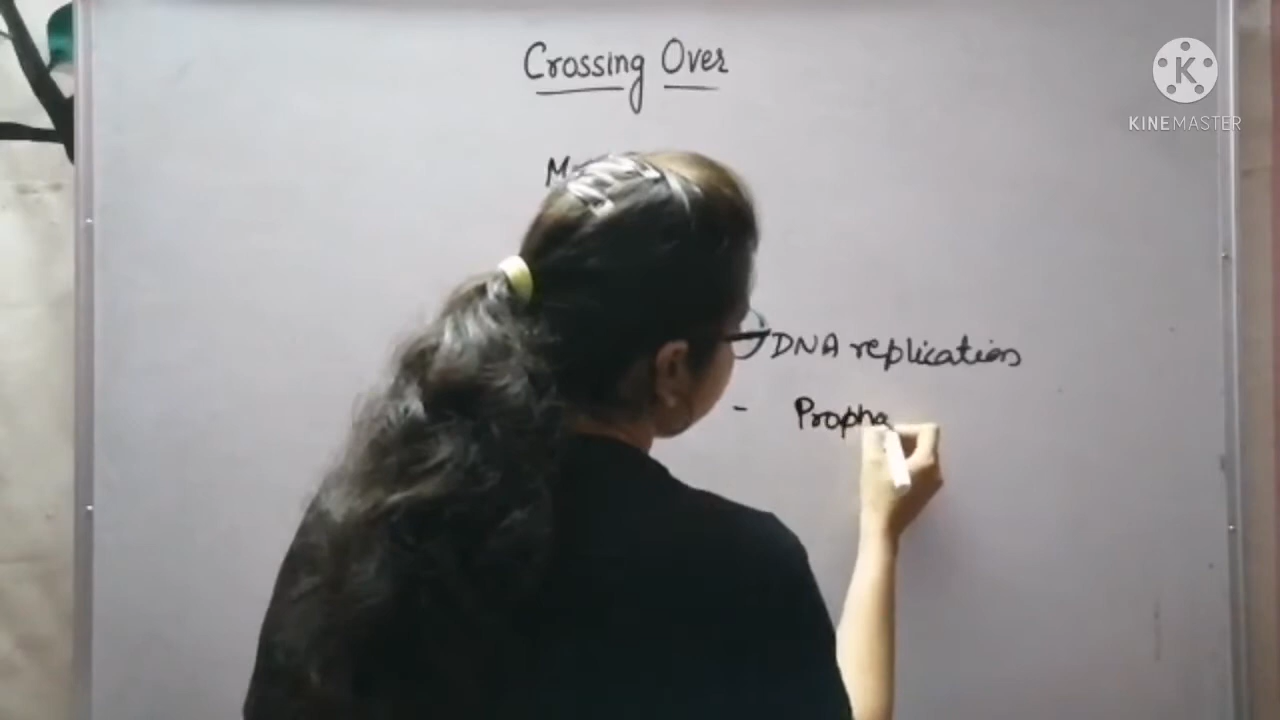 Crossing Over
DNA replication
- Propha
K
KINEMASTER